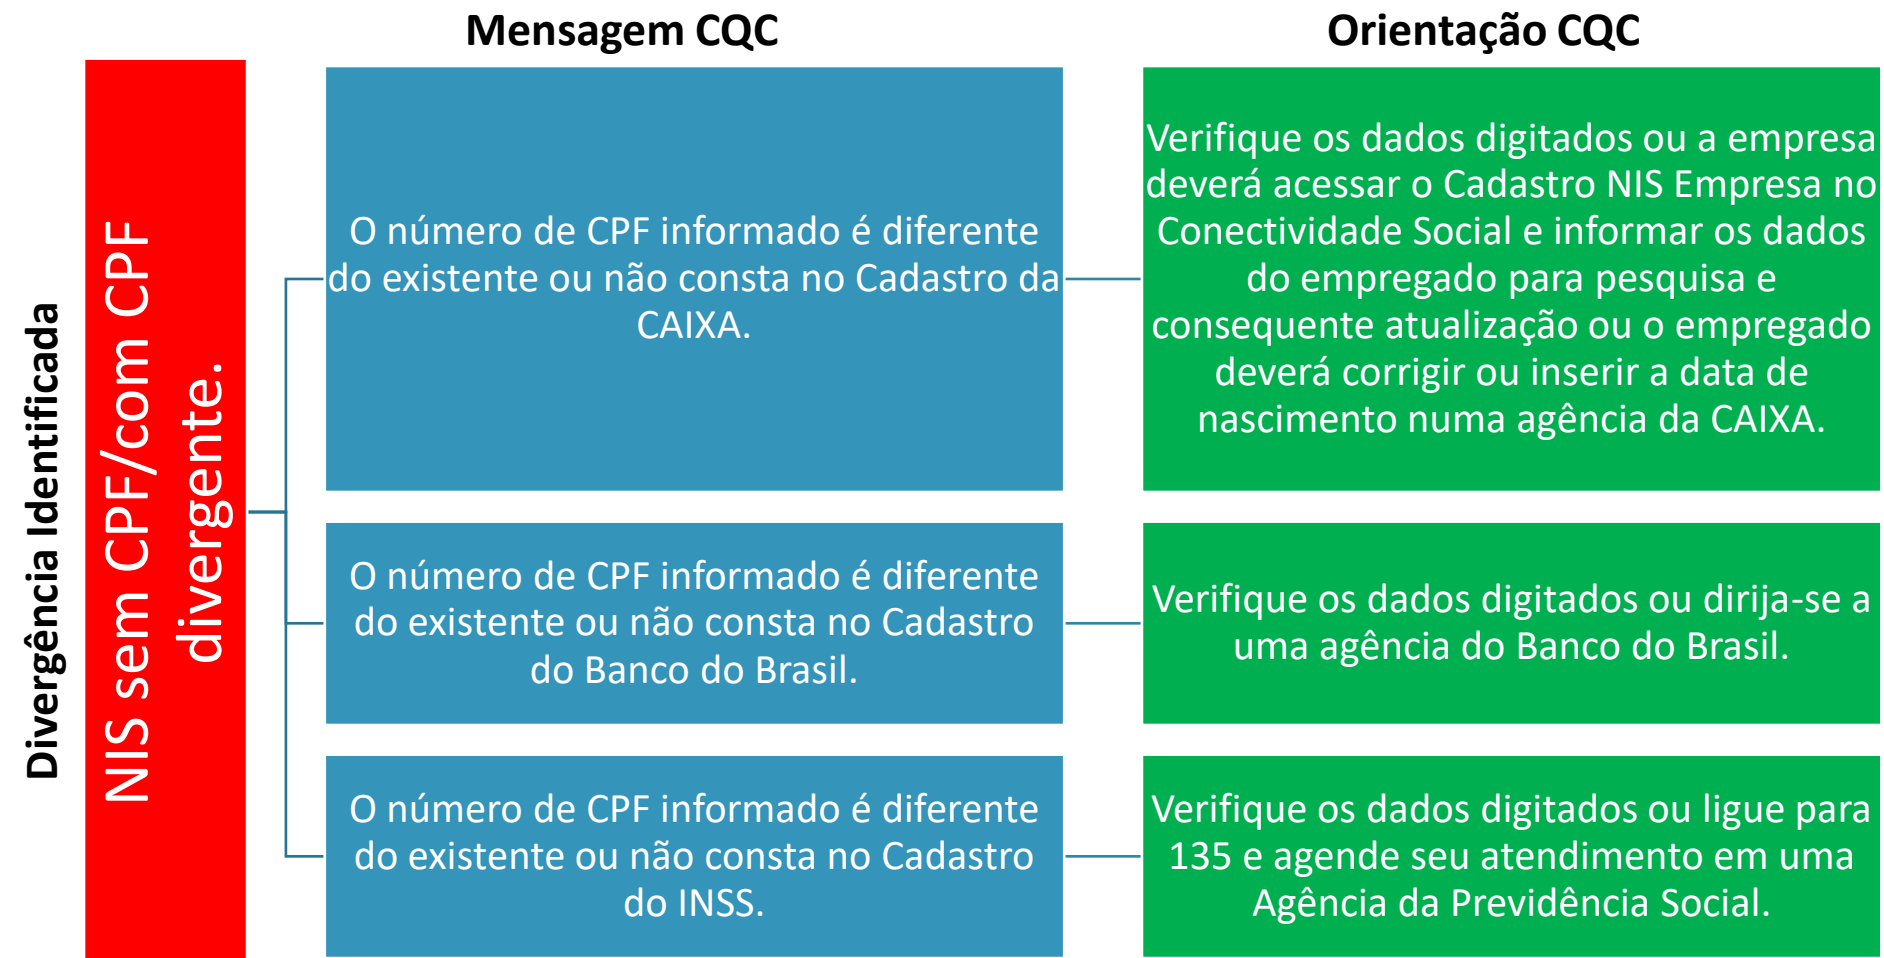 Mensagem CQC
Orientação CQC
Divergência Identificada
NIS sem CPF/com CPF
divergente.
O número de CPF informado é diferente
do existente ou não consta no Cadastro da
CAIXA.
Verifique os dados digitados ou a empresa
deverá acessar o Cadastro NIS Empresa no
Conectividade Social e informar os dados
do empregado para pesquisa e
consequente atualização ou o empregado
deverá corrigir ou inserir a data de
nascimento numa agência da CAIXA.
O número de CPF informado é diferente
do existente ou não consta no Cadastro
do Banco do Brasil.
Verifique os dados digitados ou dirija-se a
uma agência do Banco do Brasil.
O número de CPF informado é diferente
do existente ou não consta no Cadastro
do INSS.
Verifique os dados digitados ou ligue para
135 e agende seu atendimento em uma
Agência da Previdência Social.